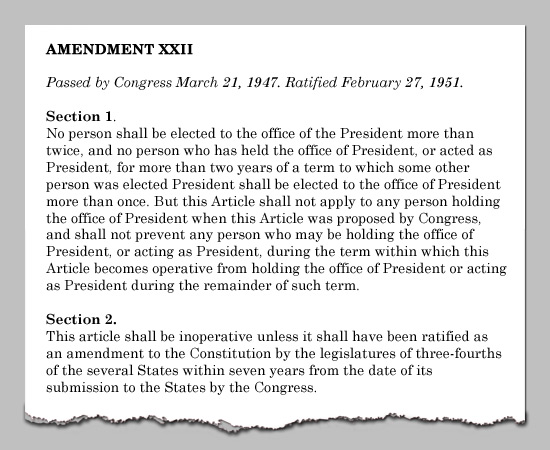 AMENDMENT XXII
Passed by Congress March 21, 1947. Ratified February 27, 1951.
Section 1.
No person shall be elected to the office of the President more than
twice, and no person who has held the office of President, or acted as
President, for more than two years of a term to which some other
person was elected President shall be elected to the office of President
more than once. But this Article shall not apply to any person holding
the office of President when this Article was proposed by Congress,
and shall not prevent any person who may be holding the office of
President, or acting as President, during the term within which this
Article becomes operative from holding the office of President or acting
as President during the remainder of such term.
Section 2.
This article shall be inoperative unless it shall have been ratified as
an amendment to the Constitution by the legislatures of three-fourths
of the several States within seven years from the date of its
submission to the States by the Congress.